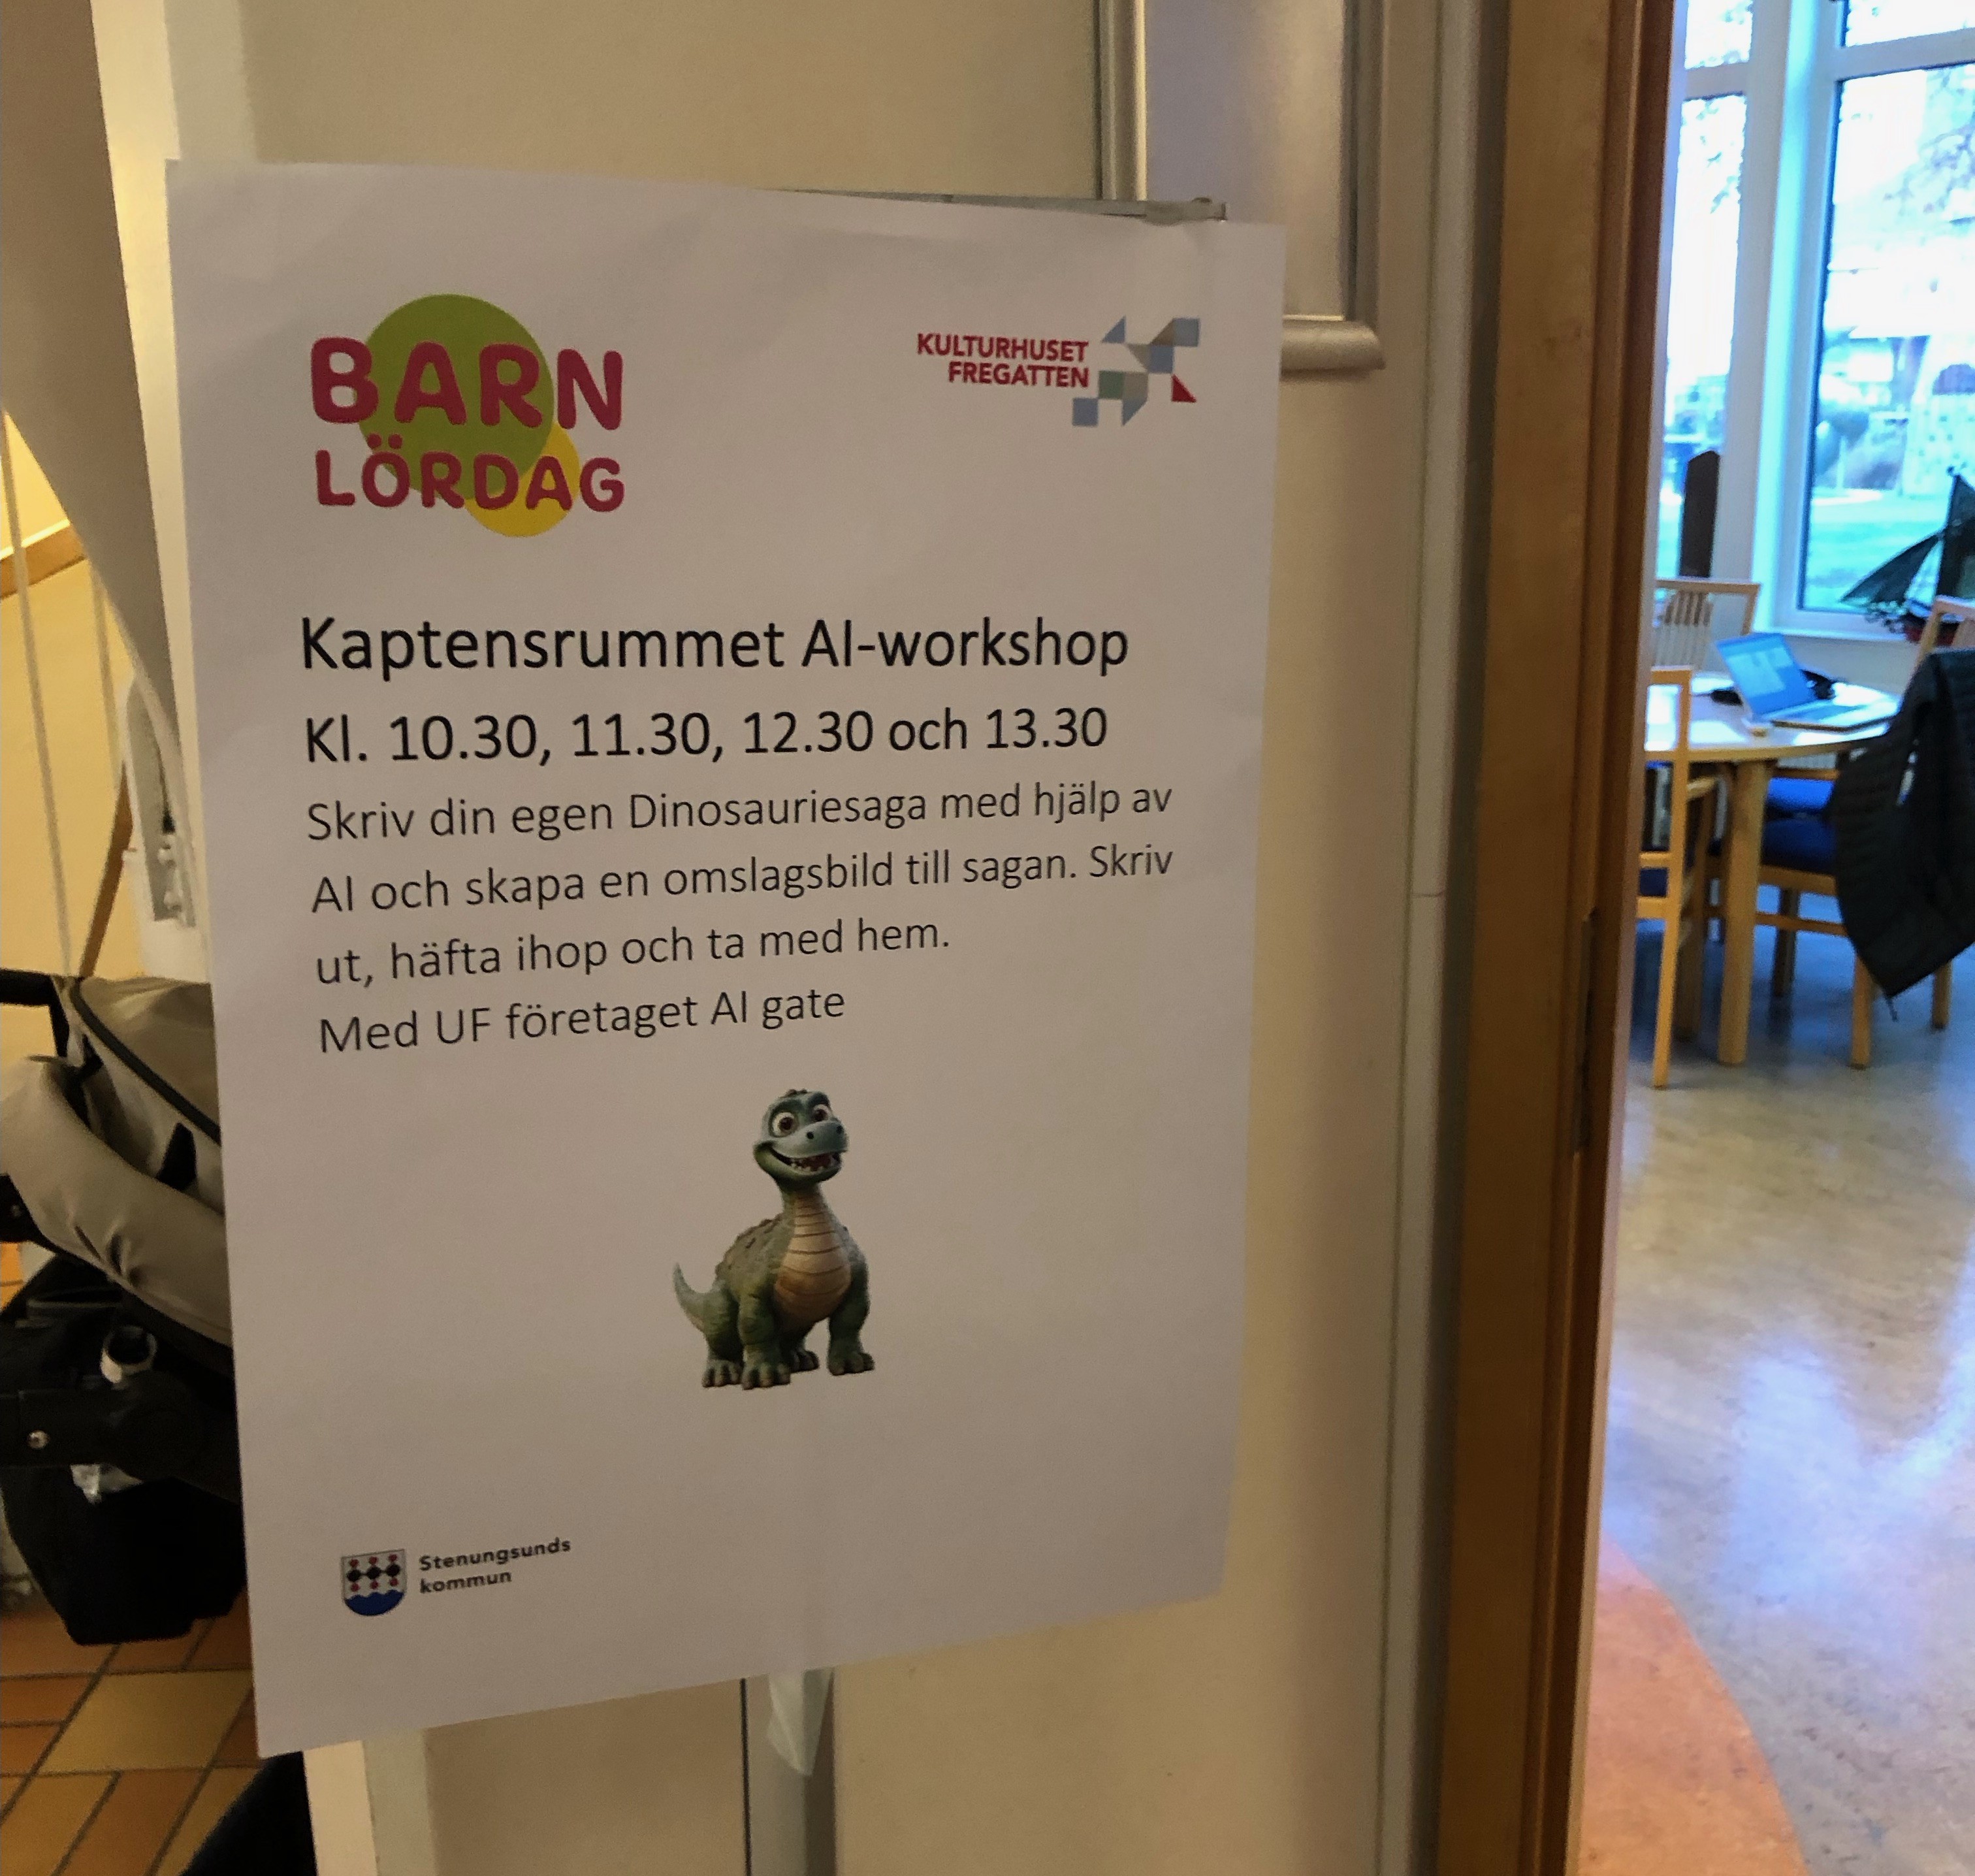 BARN
LÖRDAG
KULTURHUSET
FREGATTEN
Kaptensrummet AI-workshop
Kl. 10.30, 11.30, 12.30 och 13.30
Skriv din egen Dinosauriesaga med hjälp av
AI och skapa en omslagsbild till sagan. Skriv
ut, häfta ihop och ta med hem.
Med UF företaget AI gate
Stenungsunds
kommun